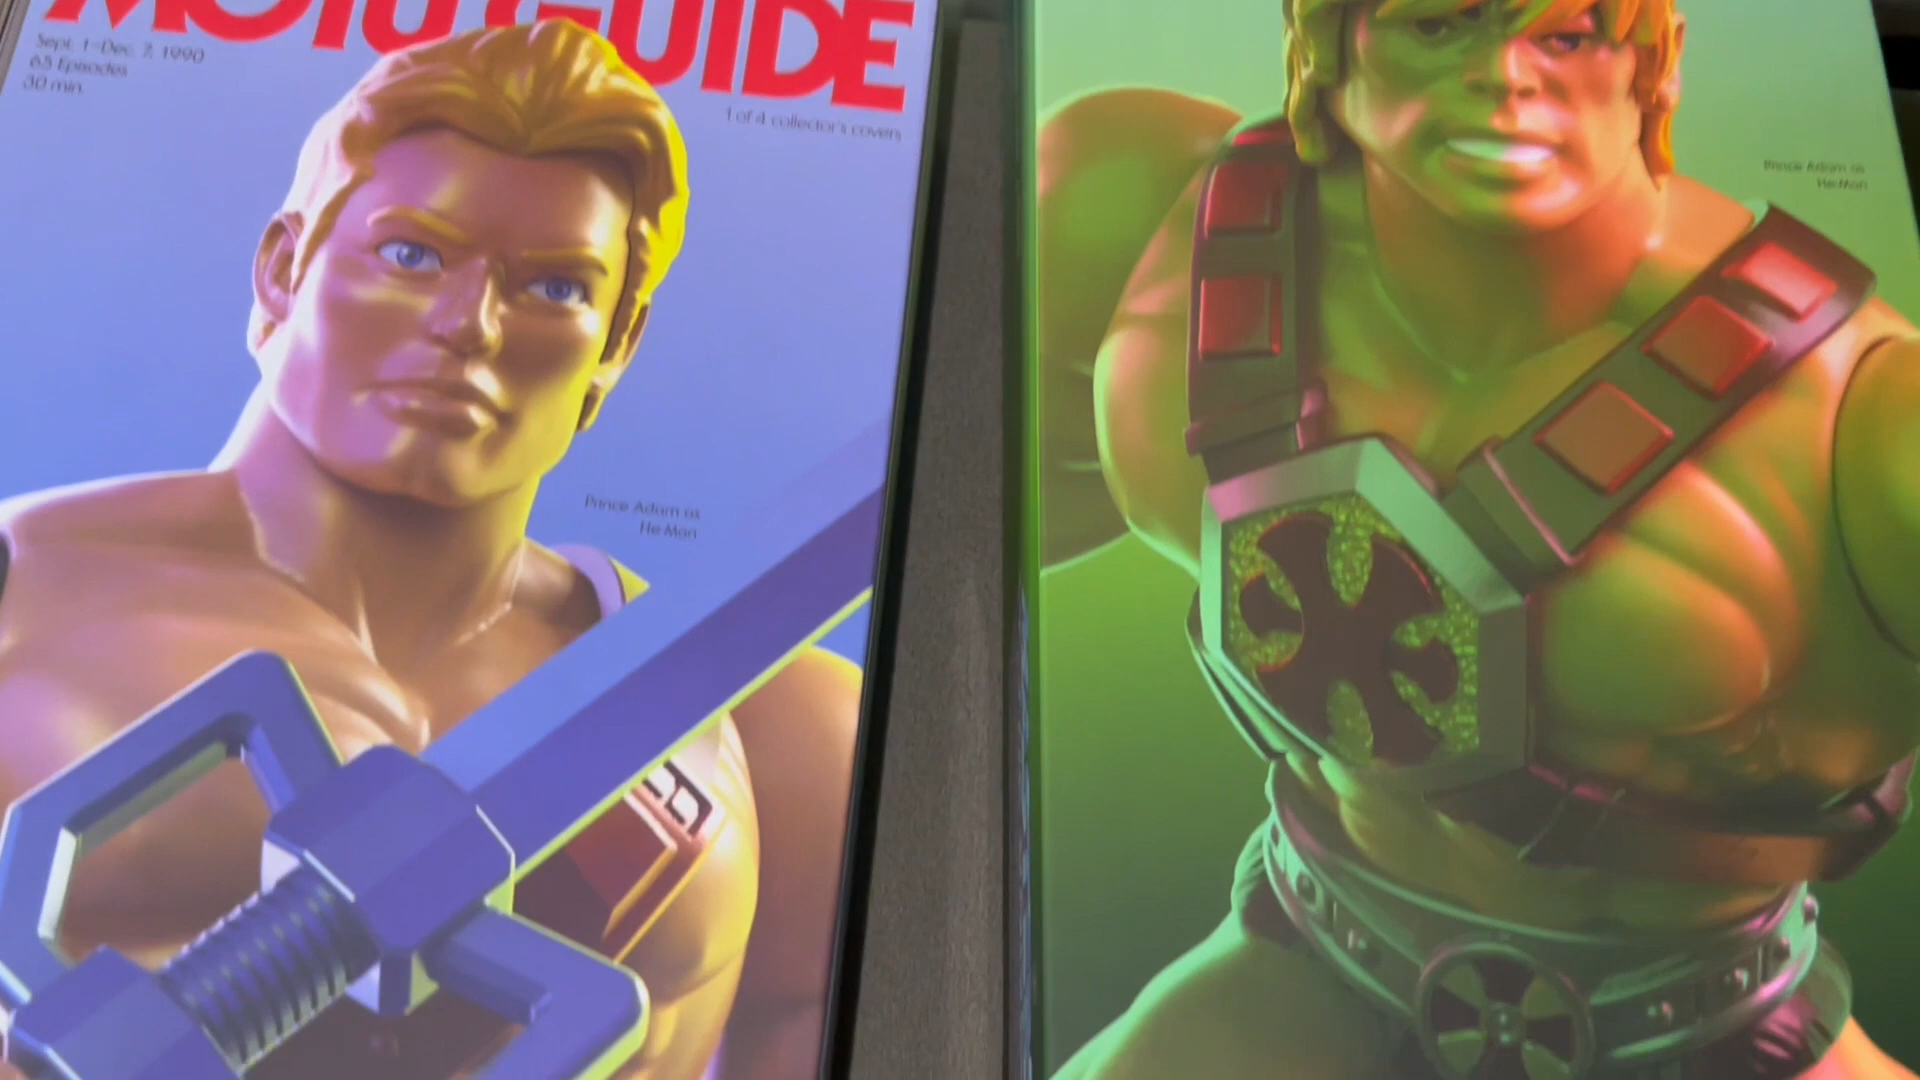 MOTU GUIDE
Sept. 1-Dec. 7, 1990
65 Episodes
30 min.
1 of 4 collector's covers
Prince Adam as
He-Man
Prince Adam as
He-Man